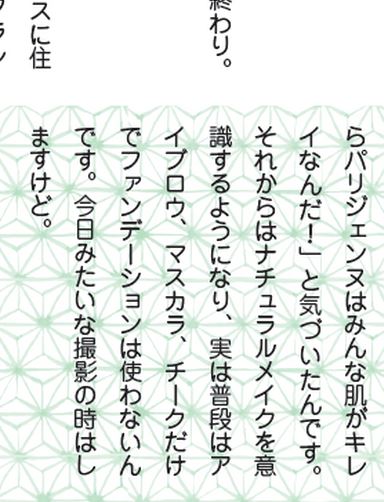 らパリジェンヌはみんな肌がキレ
イなんだ！」と気づいたんです。
それからはナチュラルメイクを意
識するようになり、実は普段はア
イブロウ、マスカラ、チークだけ
でファンデーションは使わないん
です。今日みたいな撮影の時はし
ますけど。
終わり。
スに住
フラン